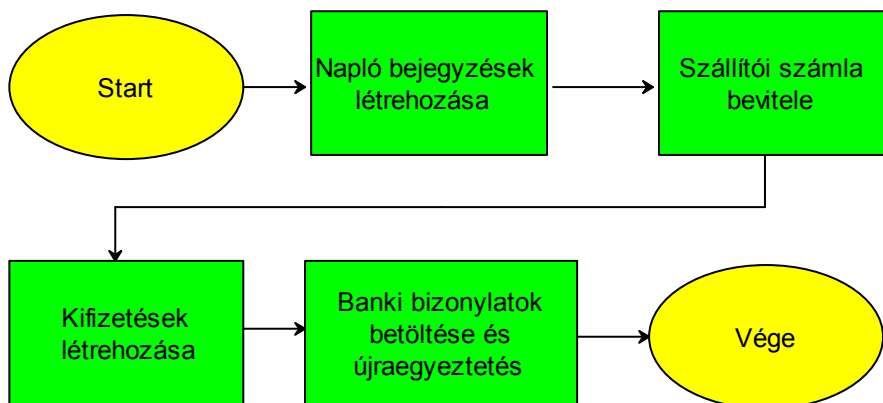 Start
Napló bejegyzések
létrehozása
Szállítói számla
bevitele
Kifizetések
létrehozása
Banki bizonylatok
betöltése és
újraegyeztetés
Vége